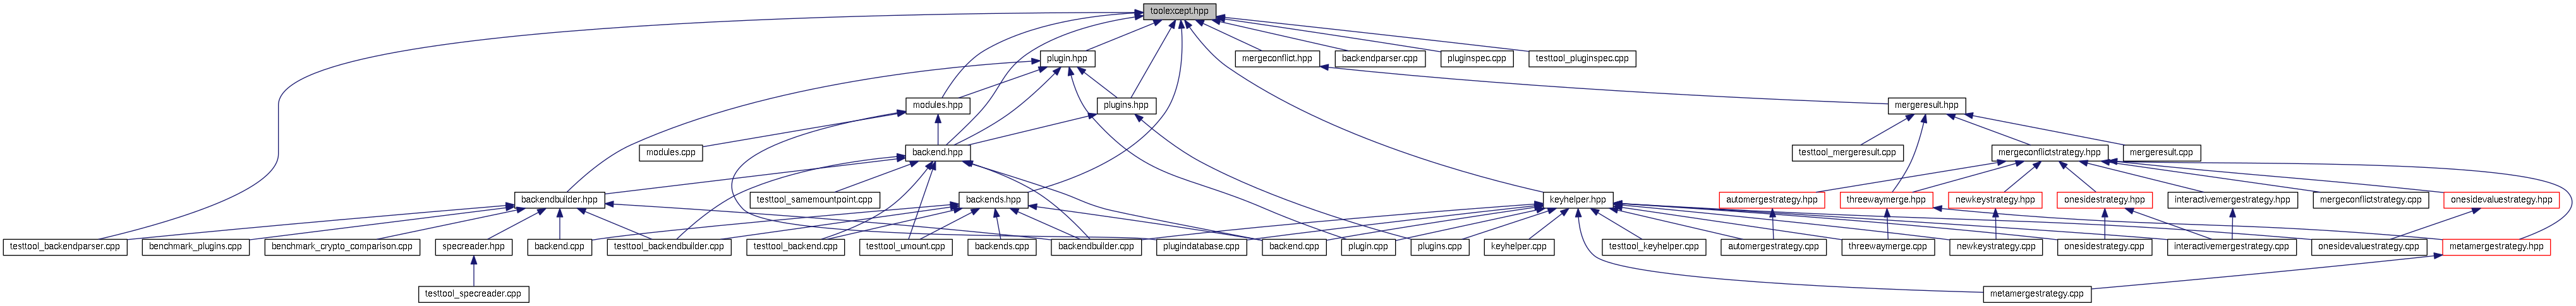 toolexcept.hpp
plugin.hpp
mergeconflict.hpp
backendparser.cpp
pluginspec.cpp
testtool_pluginspec.cpp
modules.hpp
plugins.hpp
mergeresult.hpp
modules.cpp
backend.hpp
testtool_mergeresult.cpp
mergeconflictstrategy.hpp
mergeresult.cpp
backendbuilder.hpp
testtool_samemountpoint.cpp
backends.hpp
keyhelper.hpp
automergestrategy.hpp
threewaymerge.hpp
newkeystrategy.hpp
onesidestrategy.hpp
interactivemergestrategy.hpp
mergeconflictstrategy.cpp
onesidevaluestrategy.hpp
testtool_backendparser.cpp
benchmark_plugins.cpp
benchmark_crypto_comparison.cpp
specreader.hpp
backend.cpp
testtool_backendbuilder.cpp
testtool_backend.cpp
testtool_umount.cpp
backends.cpp
backendbuilder.cpp
plugindatabase.cpp
backend.cpp
plugin.cpp
plugins.cpp
keyhelper.cpp
testtool_keyhelper.cpp
automergestrategy.cpp
threewaymerge.cpp
newkeystrategy.cpp
onesidestrategy.cpp
interactivemergestrategy.cpp
onesidevaluestrategy.cpp
metamergestrategy.hpp
testtool_specreader.cpp
metamergestrategy.cpp